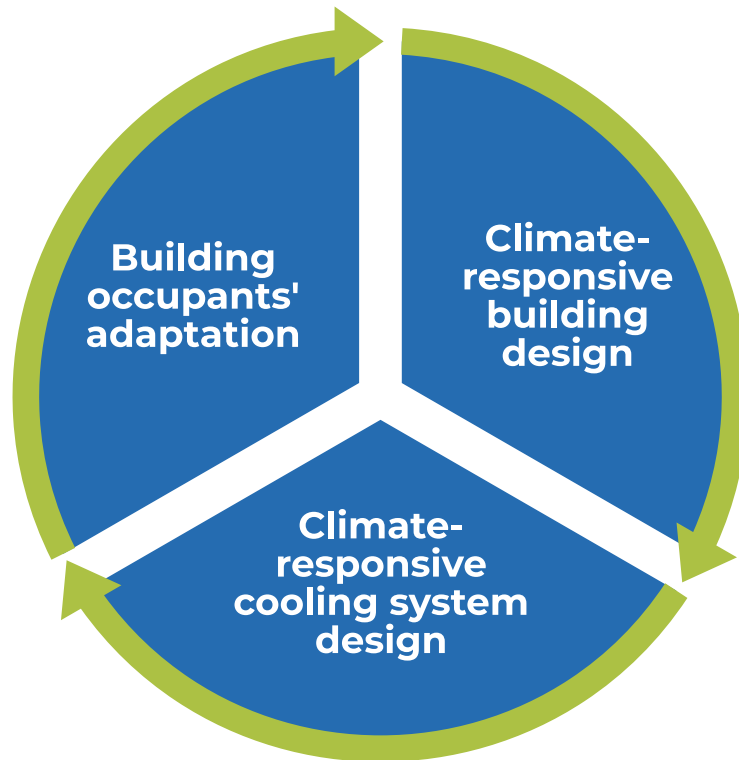 Building
occupants'
adaptation
Climate-
responsive
building
design
Climate-
responsive
cooling system
design